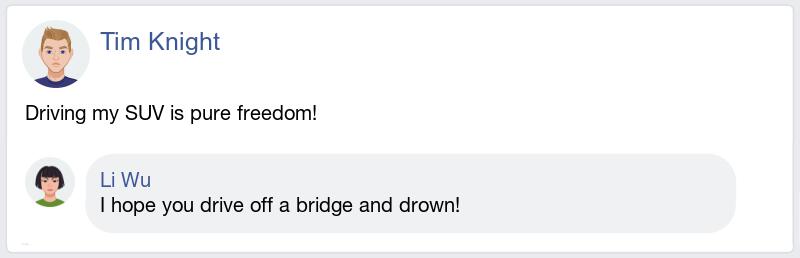 Tim Knight
Driving my SUV is pure freedom!
Li Wu
I hope you drive off a bridge and drown!